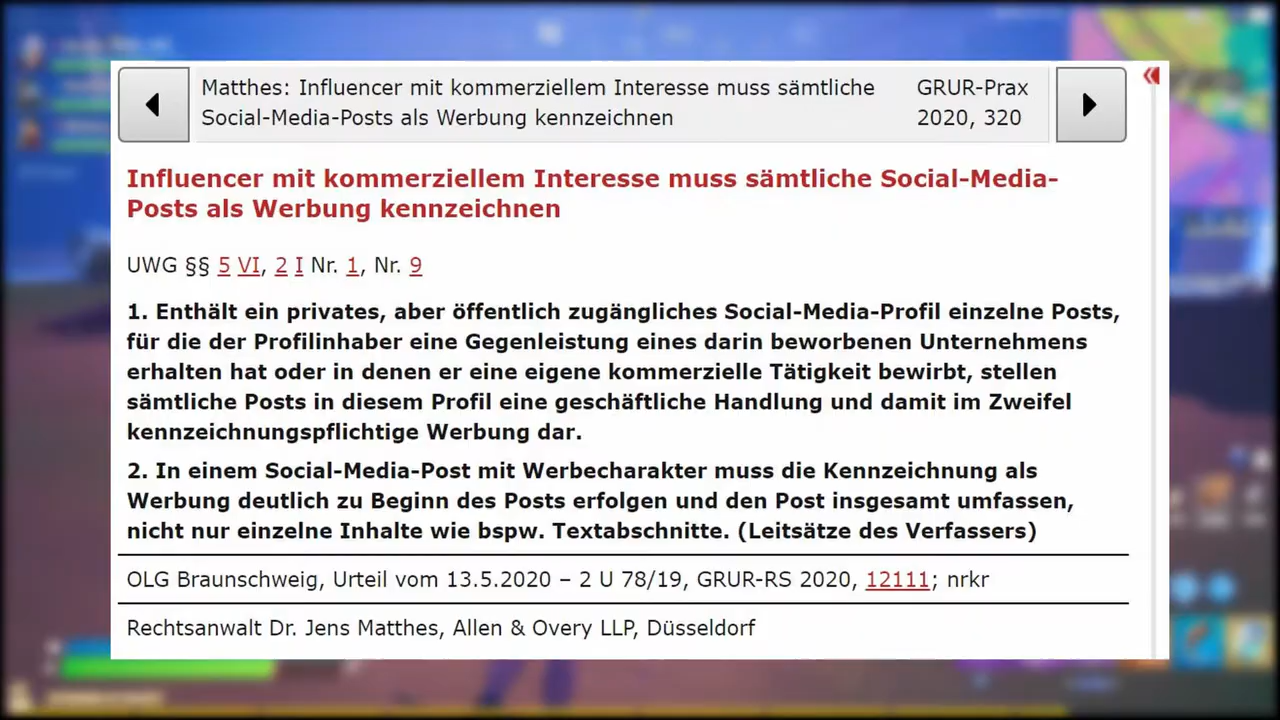 Matthes: Influencer mit kommerziellem Interesse muss sämtliche
Social-Media-Posts als Werbung kennzeichnen
GRUR-Prax
2020, 320
Influencer mit kommerziellem Interesse muss sämtliche Social-Media-
Posts als Werbung kennzeichnen
UWG §§ 5 VI, 2 I Nr. 1, Nr. 9
1. Enthält ein privates, aber öffentlich zugängliches Social-Media-Profil einzelne Posts,
für die der Profilinhaber eine Gegenleistung eines darin beworbenen Unternehmens
erhalten hat oder in denen er eine eigene kommerzielle Tätigkeit bewirbt, stellen
sämtliche Posts in diesem Profil eine geschäftliche Handlung und damit im Zweifel
kennzeichnungspflichtige Werbung dar.
2. In einem Social-Media-Post mit Werbecharakter muss die Kennzeichnung als
Werbung deutlich zu Beginn des Posts erfolgen und den Post insgesamt umfassen,
nicht nur einzelne Inhalte wie bspw. Textabschnitte. (Leitsätze des Verfassers)
OLG Braunschweig, Urteil vom 13.5.2020 – 2 U 78/19, GRUR-RS 2020, 12111; nrkr
Rechtsanwalt Dr. Jens Matthes, Allen & Overy LLP, Düsseldorf